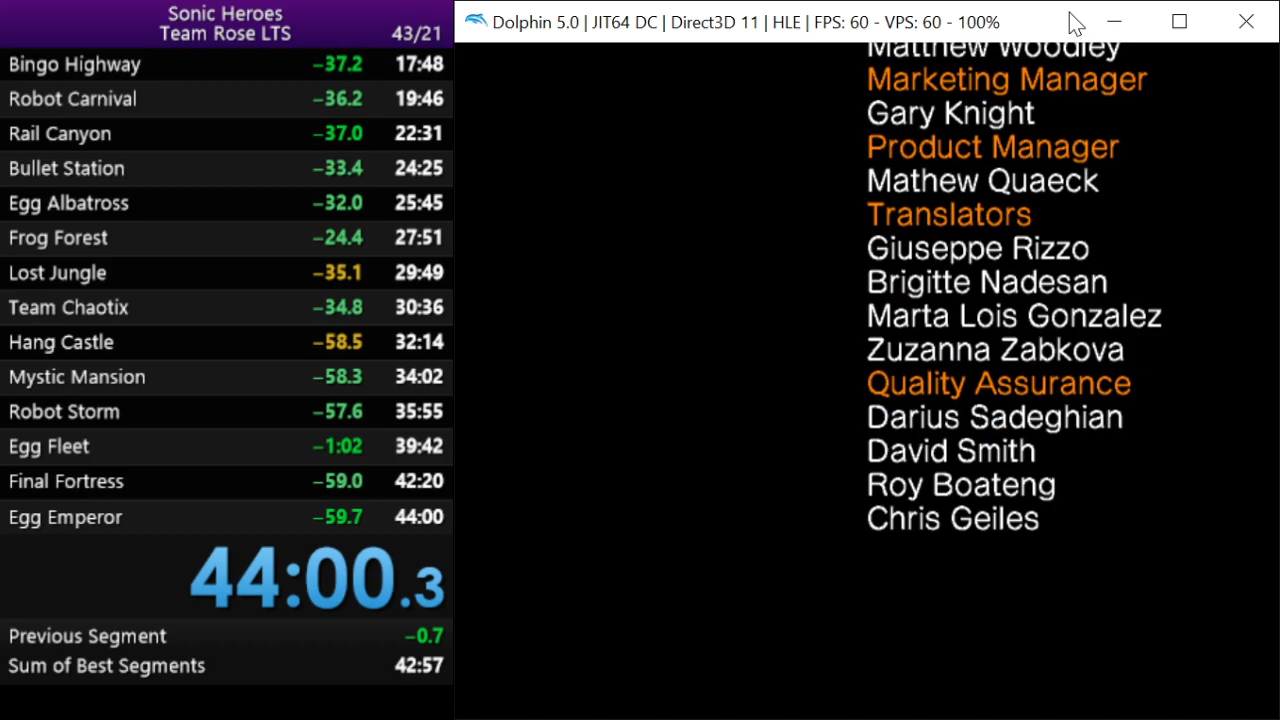 Sonic Heroes
Team Rose LTS 43/21
Bingo Highway −37.2 17:48
Robot Carnival −36.2 19:46
Rail Canyon −37.0 22:31
Bullet Station −33.4 24:25
Egg Albatross −32.0 25:45
Frog Forest −24.4 27:51
Lost Jungle −35.1 29:49
Team Chaotix −34.8 30:36
Hang Castle −58.5 32:14
Mystic Mansion −58.3 34:02
Robot Storm −57.6 35:55
Egg Fleet −1:02 39:42
Final Fortress −59.0 42:20
Egg Emperor −59.7 44:00
44:00.3
Previous Segment −0.7
Sum of Best Segments 42:57
Dolphin 5.0 | JIT64 DC | Direct3D 11 | HLE | FPS: 60 - VPS: 60 - 100%
Matthew Woodley
Marketing Manager
Gary Knight
Product Manager
Mathew Quaeck
Translators
Giuseppe Rizzo
Brigitte Nadesan
Marta Lois Gonzalez
Zuzanna Zabkova
Quality Assurance
Darius Sadeghian
David Smith
Roy Boateng
Chris Geiles